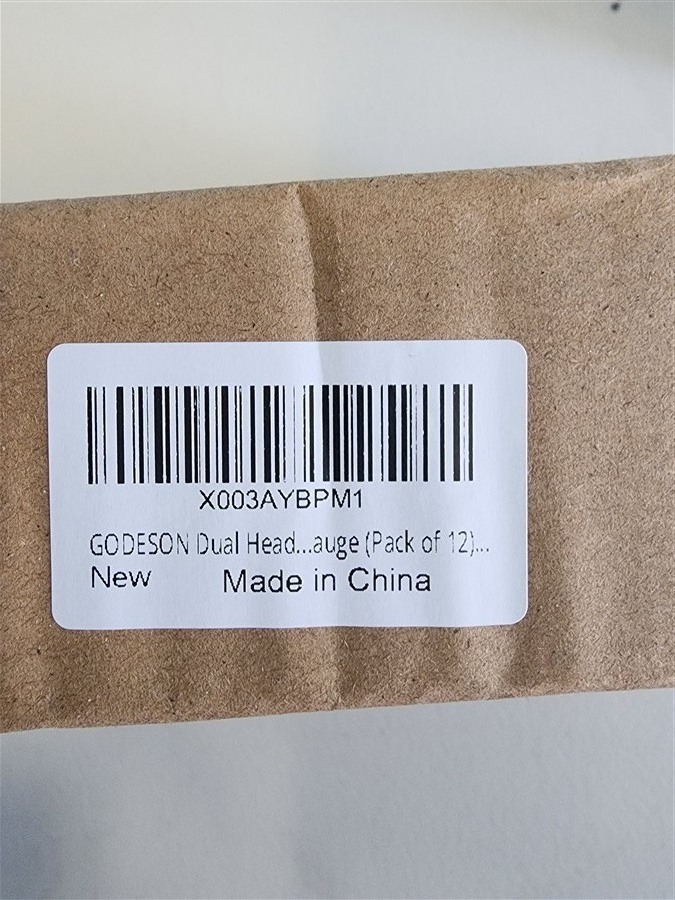 X003AYBPM1
GODESON Dual Head...auge (Pack of 12)...
New Made in China